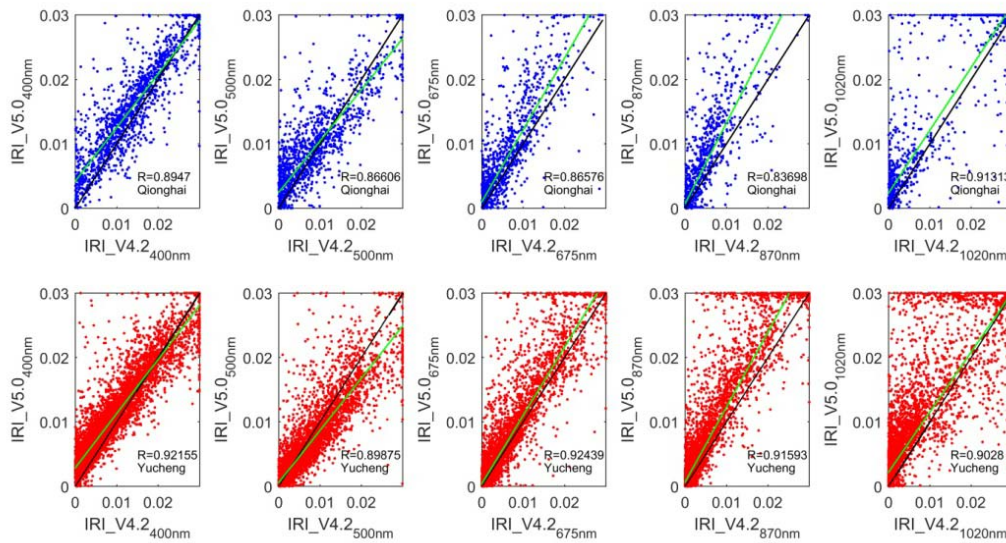 0.03
0.02
0.01
0
IRI_V5.0400nm
0 0.01 0.02
IRI_V4.2400nm
R=0.8947
Qionghai
0.03
0.02
0.01
0
IRI_V5.0500nm
0 0.01 0.02
IRI_V4.2500nm
R=0.86606
Qionghai
0.03
0.02
0.01
0
IRI_V5.0675nm
0 0.01 0.02
IRI_V4.2675nm
R=0.86576
Qionghai
0.03
0.02
0.01
0
IRI_V5.0870nm
0 0.01 0.02
IRI_V4.2870nm
R=0.83698
Qionghai
0.03
0.02
0.01
0
IRI_V5.01020nm
0 0.01 0.02
IRI_V4.21020nm
R=0.91313
Qionghai
0.03
0.02
0.01
0
IRI_V5.0400nm
0 0.01 0.02
IRI_V4.2400nm
R=0.92155
Yucheng
0.03
0.02
0.01
0
IRI_V5.0500nm
0 0.01 0.02
IRI_V4.2500nm
R=0.89875
Yucheng
0.03
0.02
0.01
0
IRI_V5.0675nm
0 0.01 0.02
IRI_V4.2675nm
R=0.92439
Yucheng
0.03
0.02
0.01
0
IRI_V5.0870nm
0 0.01 0.02
IRI_V4.2870nm
R=0.91593
Yucheng
0.03
0.02
0.01
0
IRI_V5.01020nm
0 0.01 0.02
IRI_V4.21020nm
R=0.9028
Yucheng